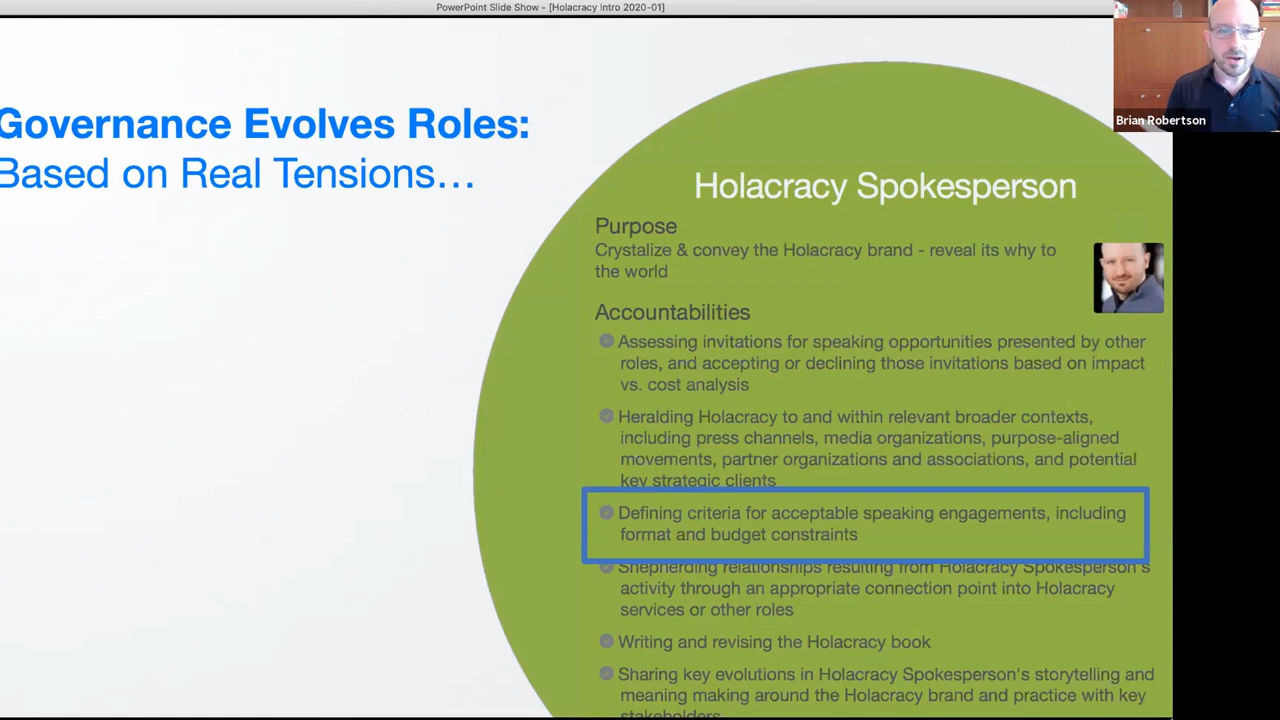 PowerPoint Slide Show - [Holacracy Intro 2020-01]
Brian Robertson
Governance Evolves Roles:
Based on Real Tensions…
Holacracy Spokesperson
Purpose
Crystalize & convey the Holacracy brand - reveal its why to
the world
Accountabilities
Assessing invitations for speaking opportunities presented by other
roles, and accepting or declining those invitations based on impact
vs. cost analysis
Heralding Holacracy to and within relevant broader contexts,
including press channels, media organizations, purpose-aligned
movements, partner organizations and associations, and potential
key strategic clients
Defining criteria for acceptable speaking engagements, including
format and budget constraints
Shepherding relationships resulting from Holacracy Spokesperson's
activity through an appropriate connection point into Holacracy
services or other roles
Writing and revising the Holacracy book
Sharing key evolutions in Holacracy Spokesperson's storytelling and
meaning making around the Holacracy brand and practice with key
stakeholders